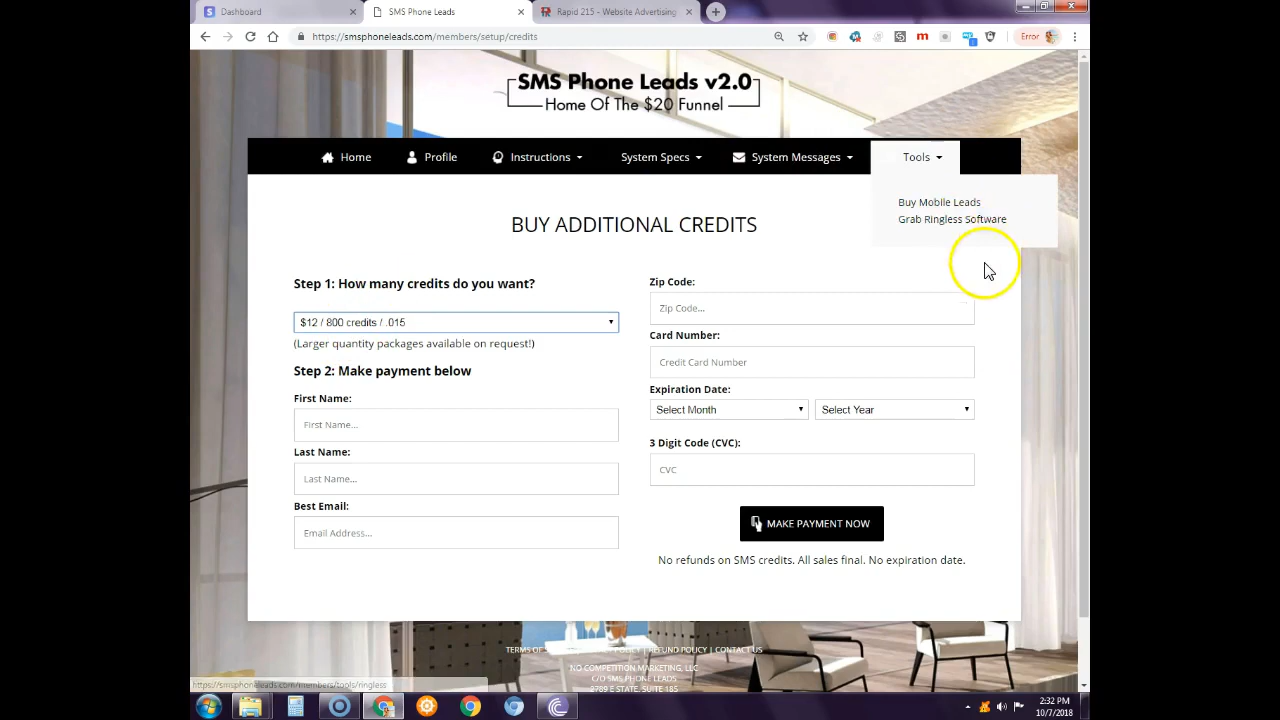 Dashboard
SMS Phone Leads
Rapid 215 - Website Advertising
https://smsphoneleads.com/members/setup/credits
Error
SMS Phone Leads v2.0
Home Of The $20 Funnel
Home
Profile
Instructions
System Specs
System Messages
Tools
Buy Mobile Leads
Grab Ringless Software
BUY ADDITIONAL CREDITS
Step 1: How many credits do you want?
$12 / 800 credits / .015
(Larger quantity packages available on request!)
Step 2: Make payment below
First Name:
First Name...
Last Name:
Last Name...
Best Email:
Email Address...
Zip Code:
Zip Code...
Card Number:
Credit Card Number
Expiration Date:
Select Month
Select Year
3 Digit Code (CVC):
CVC
MAKE PAYMENT NOW
No refunds on SMS credits. All sales final. No expiration date.
TERMS OF POLICY | REFUND POLICY | CONTACT US
NO COMPETITION MARKETING, LLC
C/O SMS PHONE LEADS
2789 E STATE, SUITE 185
https://smsphoneleads.com/members/tools/ringless
2:32 PM
10/7/2018